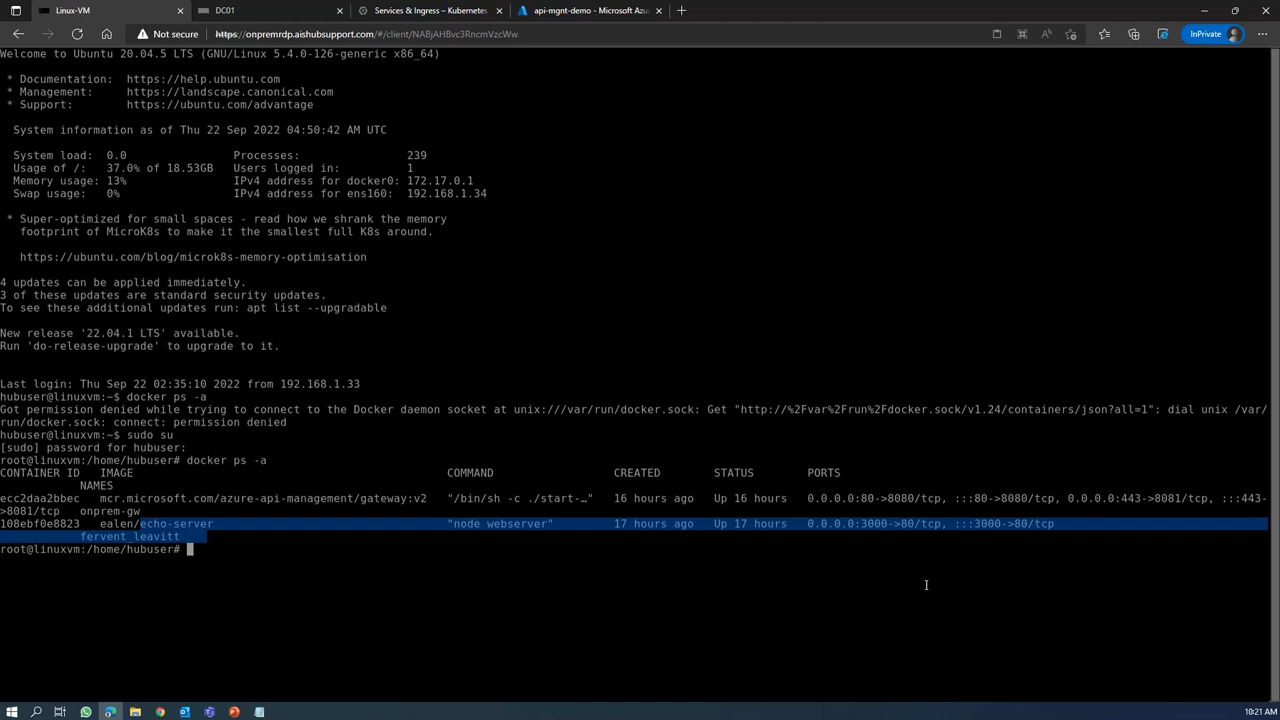 Linux-VM
DC01
Services & Ingress – Kubernetes
api-mgnt-demo - Microsoft Az
Not secure
https://onpremrdp.aishubsupport.com/#/client/NABjAHBvc3RncmVzcWw
InPrivate
Welcome to Ubuntu 20.04.5 LTS (GNU/Linux 5.4.0-126-generic x86_64)
* Documentation: https://help.ubuntu.com
* Management: https://landscape.canonical.com
* Support: https://ubuntu.com/advantage
System information as of Thu 22 Sep 2022 04:50:42 AM UTC
System load: 0.0 Processes: 239
Usage of /: 37.0% of 18.53GB Users logged in: 1
Memory usage: 13% IPv4 address for docker0: 172.17.0.1
Swap usage: 0% IPv4 address for ens160: 192.168.1.34
* Super-optimized for small spaces - read how we shrank the memory
footprint of MicroK8s to make it the smallest full K8s around.
https://ubuntu.com/blog/microk8s-memory-optimisation
4 updates can be applied immediately.
3 of these updates are standard security updates.
To see these additional updates run: apt list --upgradable
New release '22.04.1 LTS' available.
Run 'do-release-upgrade' to upgrade to it.
Last login: Thu Sep 22 02:35:10 2022 from 192.168.1.33
hubuser@linuxvm:~$ docker ps -a
Got permission denied while trying to connect to the Docker daemon socket at unix:///var/run/docker.sock: Get "http://%2Fvar%2Frun%2Fdocker.sock/v1.24/containers/json?all=1": dial unix /var/
run/docker.sock: connect: permission denied
hubuser@linuxvm:~$ sudo su
[sudo] password for hubuser:
root@linuxvm:/home/hubuser# docker ps -a
CONTAINER ID IMAGE COMMAND CREATED STATUS PORTS
NAMES
ecc2daa2bbec mcr.microsoft.com/azure-api-management/gateway:v2 "/bin/sh -c ./start-…" 16 hours ago Up 16 hours 0.0.0.0:80->8080/tcp, :::80->8080/tcp, 0.0.0.0:443->8081/tcp, :::443-
>8081/tcp onprem-gw
108ebf0e8823 ealen/echo-server "node webserver" 17 hours ago Up 17 hours 0.0.0.0:3000->80/tcp, :::3000->80/tcp
fervent_leavitt
root@linuxvm:/home/hubuser#
10:21 AM